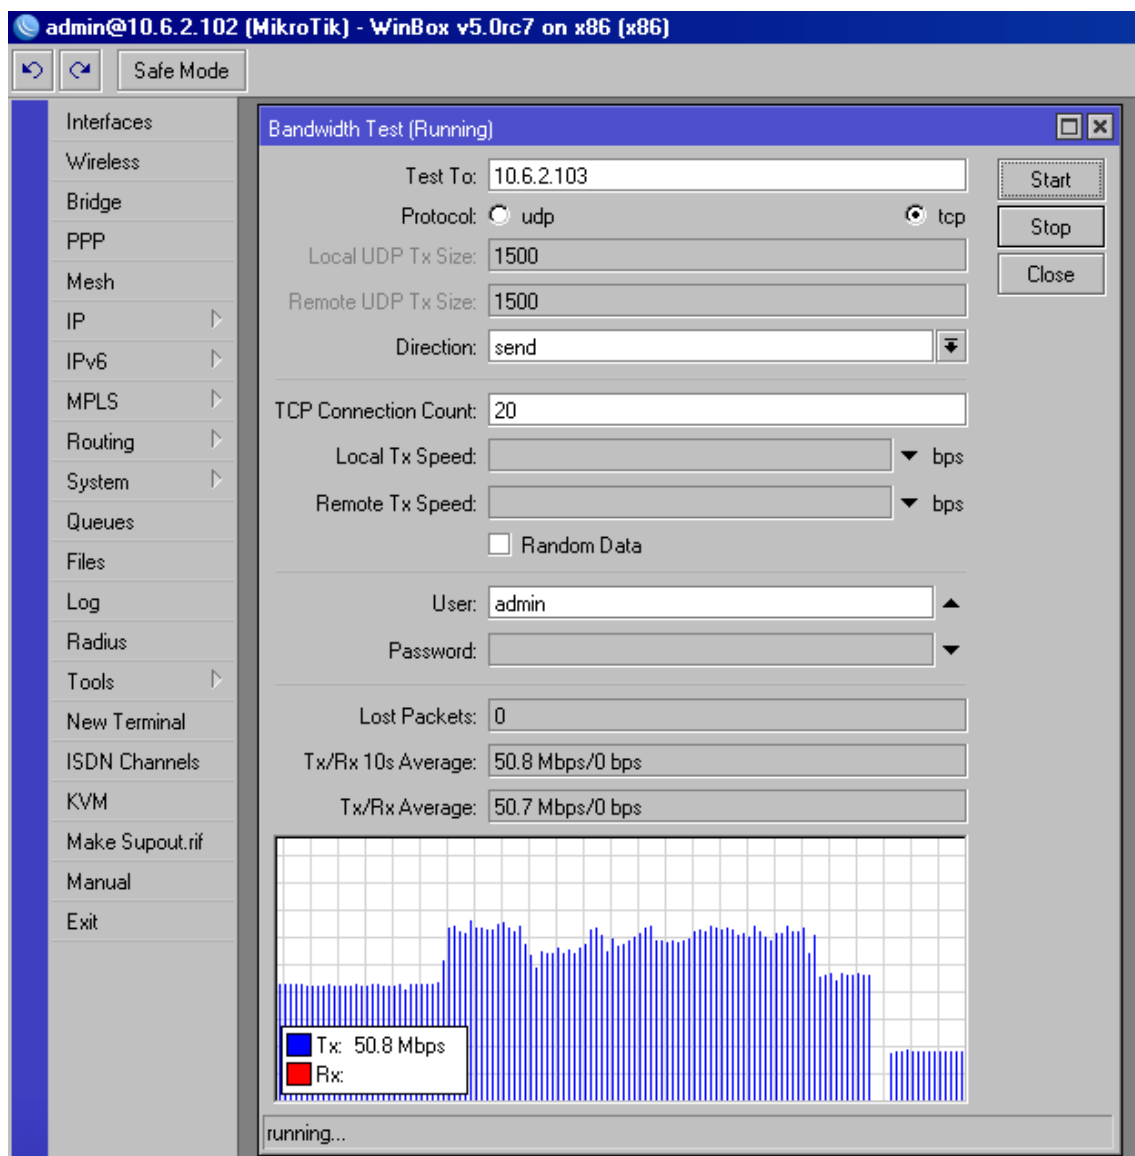 admin@10.6.2.102 (MikroTik) - WinBox v5.0rc7 on x86 (x86)
Safe Mode
Interfaces
Wireless
Bridge
PPP
Mesh
IP
IPv6
MPLS
Routing
System
Queues
Files
Log
Radius
Tools
New Terminal
ISDN Channels
KVM
Make Supout.rif
Manual
Exit
Bandwidth Test (Running)
Test To: 10.6.2.103
Protocol: udp tcp
Local UDP Tx Size: 1500
Remote UDP Tx Size: 1500
Direction: send
TCP Connection Count: 20
Local Tx Speed: bps
Remote Tx Speed: bps
Random Data
User: admin
Password:
Lost Packets: 0
Tx/Rx 10s Average: 50.8 Mbps/0 bps
Tx/Rx Average: 50.7 Mbps/0 bps
Tx: 50.8 Mbps
Rx:
running...
Start
Stop
Close